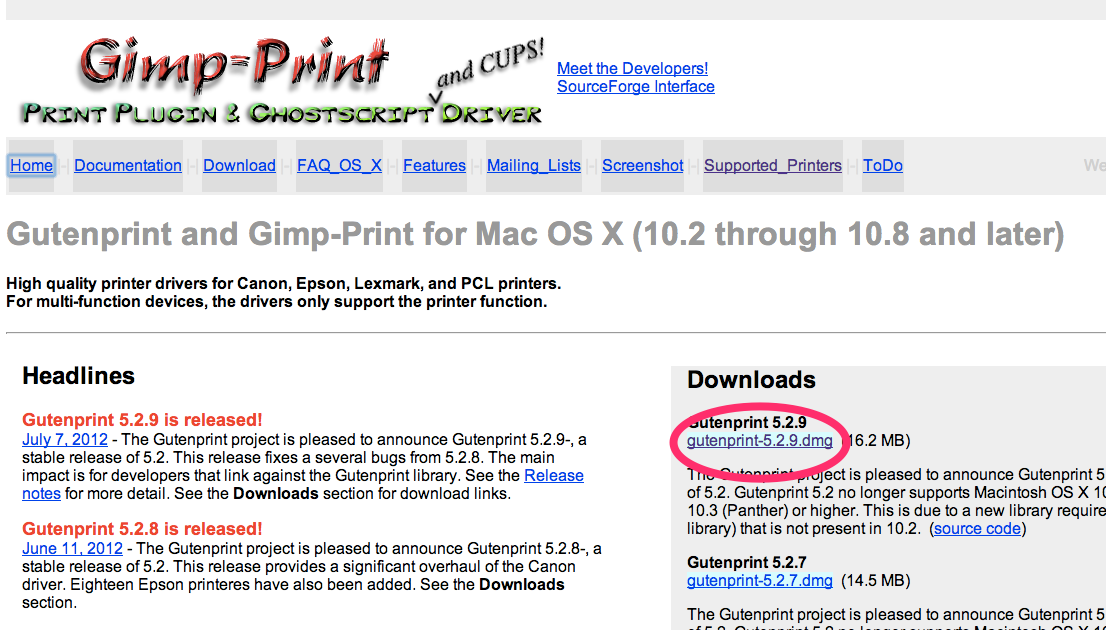 Gimp-Print
and CUPS!
Print Plugin & Ghostscript Driver
Meet the Developers!
SourceForge Interface
Home |-| Documentation |-| Download |-| FAQ_OS_X |-| Features |-| Mailing_Lists |-| Screenshot |-| Supported_Printers |-| ToDo We
Gutenprint and Gimp-Print for Mac OS X (10.2 through 10.8 and later)
High quality printer drivers for Canon, Epson, Lexmark, and PCL printers.
For multi-function devices, the drivers only support the printer function.
Headlines
Gutenprint 5.2.9 is released!
July 7, 2012 - The Gutenprint project is pleased to announce Gutenprint 5.2.9-, a
stable release of 5.2. This release fixes a several bugs from 5.2.8. The main
impact is for developers that link against the Gutenprint library. See the Release
notes for more detail. See the Downloads section for download links.
Gutenprint 5.2.8 is released!
June 11, 2012 - The Gutenprint project is pleased to announce Gutenprint 5.2.8-, a
stable release of 5.2. This release provides a significant overhaul of the Canon
driver. Eighteen Epson printeres have also been added. See the Downloads
section.
Downloads
Gutenprint 5.2.9
gutenprint-5.2.9.dmg (16.2 MB)
The Gutenprint project is pleased to announce Gutenprint 5
of 5.2. Gutenprint 5.2 no longer supports Macintosh OS X 10
10.3 (Panther) or higher. This is due to a new library require
library) that is not present in 10.2. (source code)
Gutenprint 5.2.7
gutenprint-5.2.7.dmg (14.5 MB)
The Gutenprint project is pleased to announce Gutenprint 5